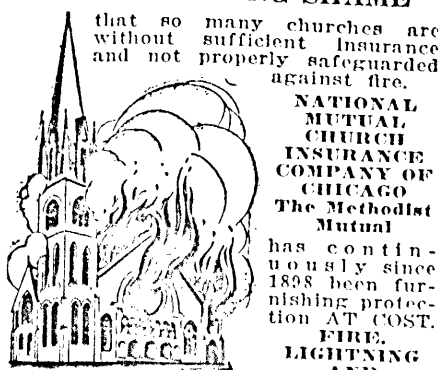 SHAME
that so many churches are
without sufficient insurance
and not properly safeguarded
against fire.
NATIONAL
MUTUAL
CHURCH
INSURANCE
COMPANY OF
CHICAGO
The Methodist
Mutual
has contin-
uously since
1898 been fur-
nishing protec-
tion AT COST.
FIRE.
LIGHTNING
AND